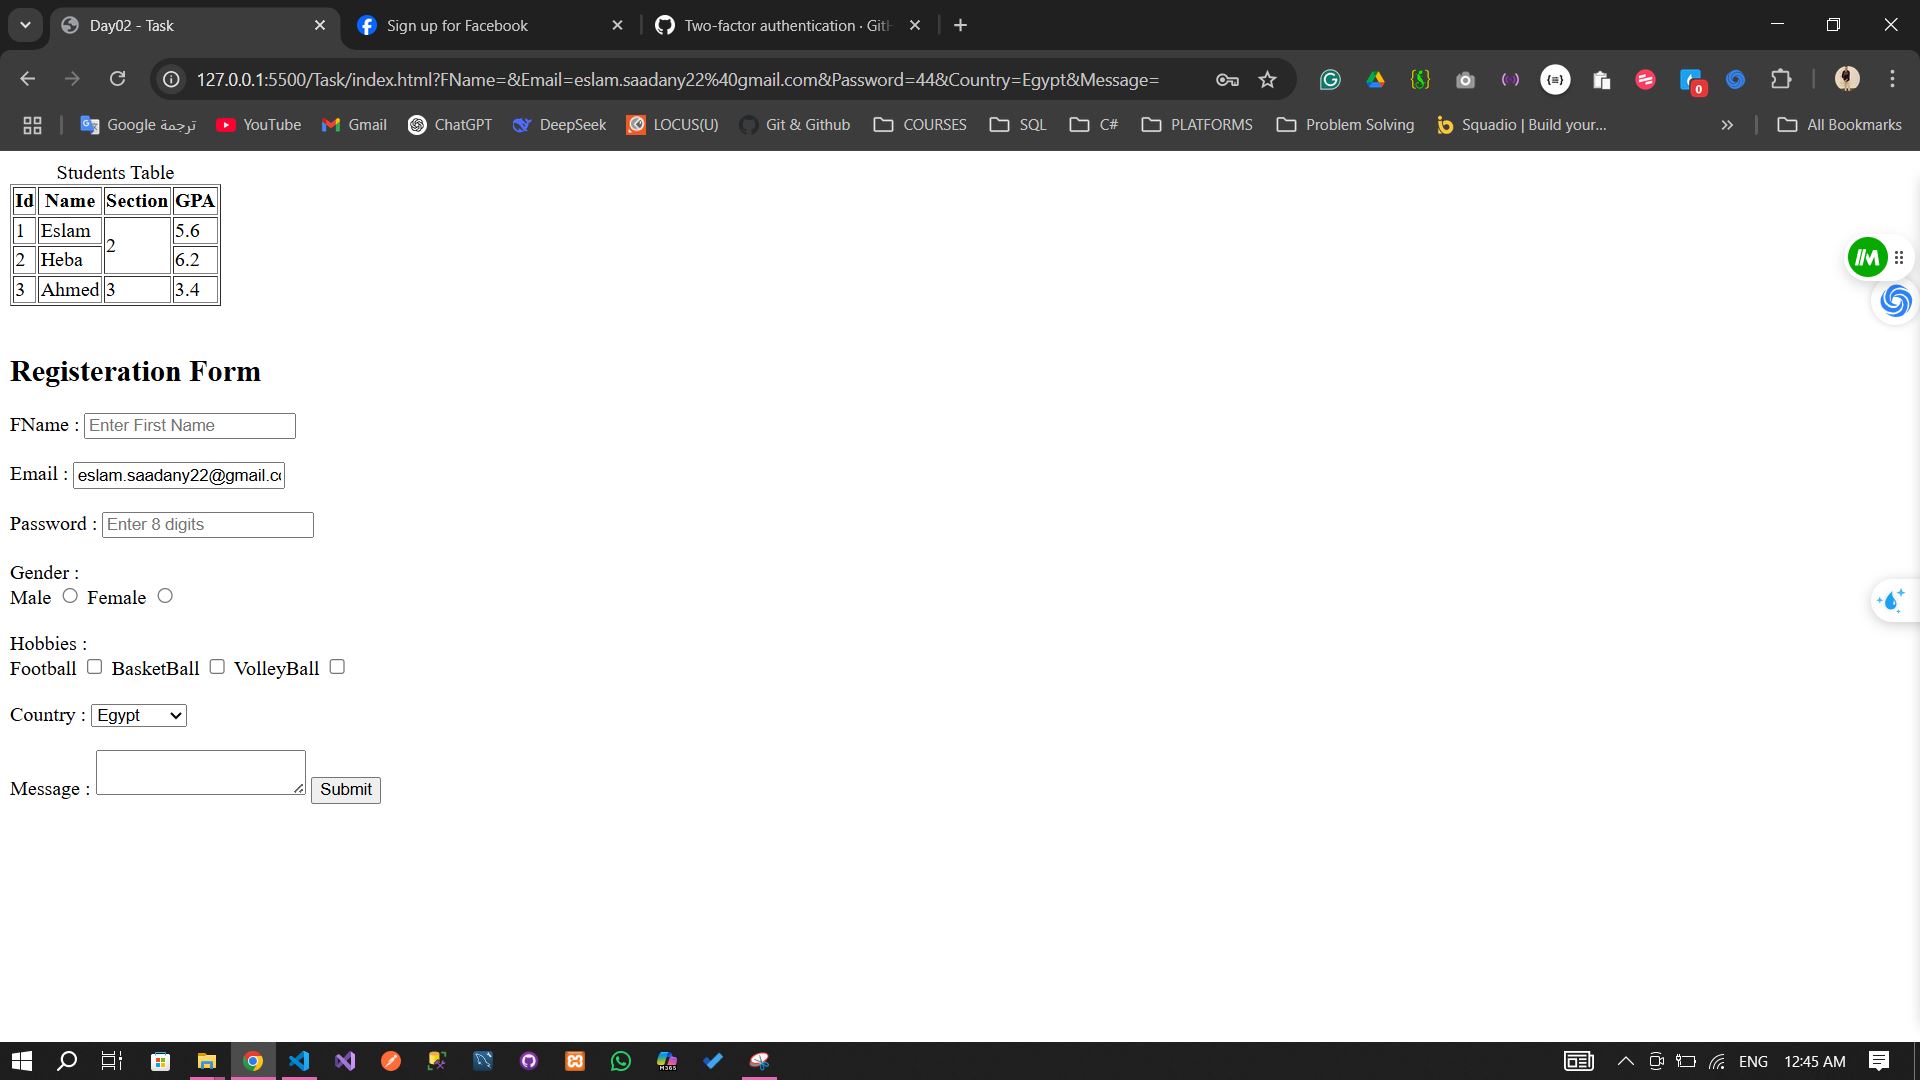 Day02 - Task
Sign up for Facebook
Two-factor authentication · Git
127.0.0.1:5500/Task/index.html?FName=&Email=eslam.saadany22%40gmail.com&Password=44&Country=Egypt&Message=
0
Google ترجمة
YouTube
Gmail
ChatGPT
DeepSeek
LOCUS(U)
Git & Github
COURSES
SQL
C#
PLATFORMS
Problem Solving
Squadio | Build your...
All Bookmarks
Students Table
Id Name Section GPA
1 Eslam 2 5.6
2 Heba 6.2
3 Ahmed 3 3.4
Registeration Form
FName : Enter First Name
Email : eslam.saadany22@gmail.co
Password : Enter 8 digits
Gender :
Male Female
Hobbies :
Football BasketBall VolleyBall
Country : Egypt
Message : Submit
M365
ENG 12:45 AM